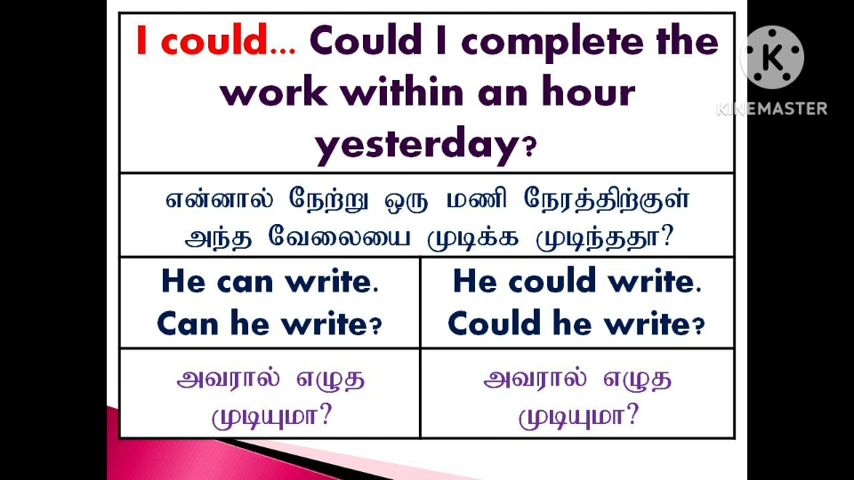 I could... Could I complete the
work within an hour
yesterday?
என்னால் நேற்று ஒரு மணி நேரத்திற்குள்
அந்த வேலையை முடிக்க முடிந்ததா?
He can write.
Can he write?
He could write.
Could he write?
அவரால் எழுத
முடியுமா?
அவரால் எழுத
முடியுமா?
K
KINEMASTER